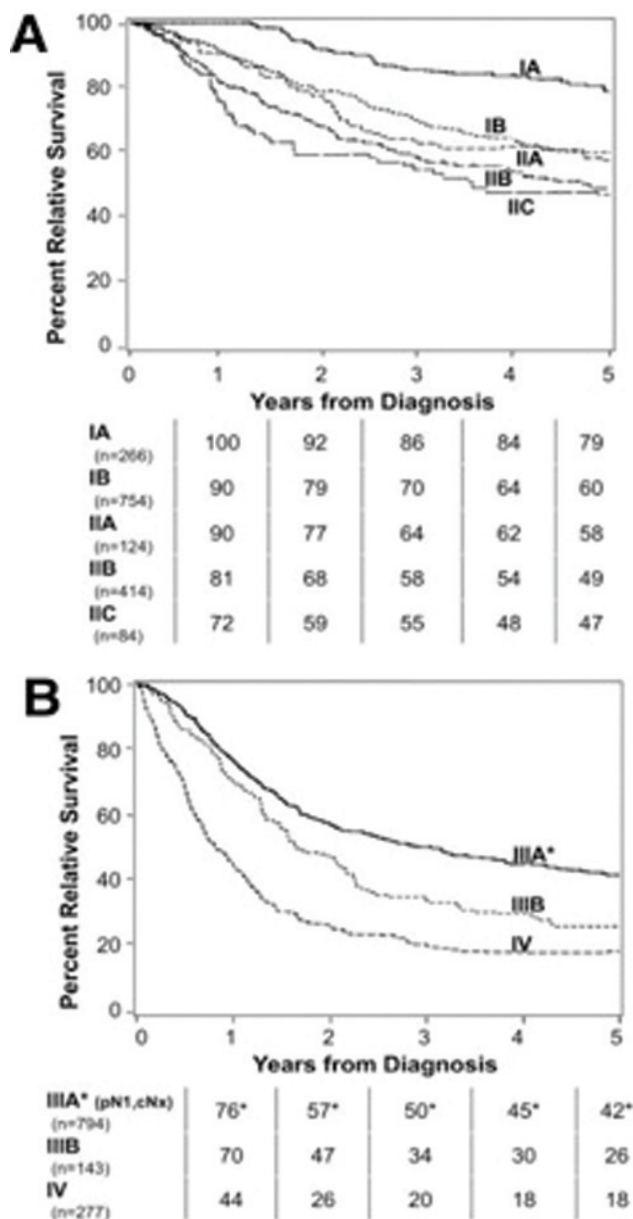 A
100
80
60
40
20
0
Percent Relative Survival
IA
IB
IIA
IIB
IIC
0 1 2 3 4 5
Years from Diagnosis
IA 100 92 86 84 79
(n=266)
IB 90 79 70 64 60
(n=754)
IIA 90 77 64 62 58
(n=124)
IIB 81 68 58 54 49
(n=414)
IIC 72 59 55 48 47
(n=84)
B
100
80
60
40
20
0
Percent Relative Survival
IIIA*
IIIB
IV
0 1 2 3 4 5
Years from Diagnosis
IIIA* (pN1,cNx) 76* 57* 50* 45* 42*
(n=794)
IIIB 70 47 34 30 26
(n=143)
IV 44 26 20 18 18
(n=277)